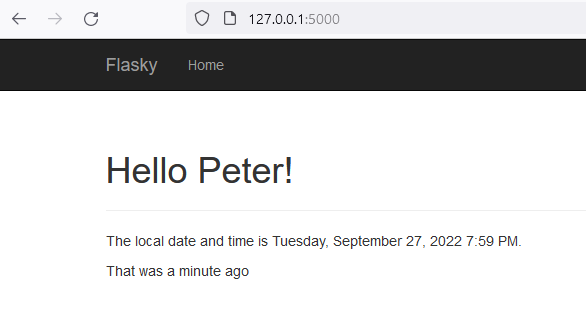 127.0.0.1:5000
Flasky Home
Hello Peter!
The local date and time is Tuesday, September 27, 2022 7:59 PM.
That was a minute ago